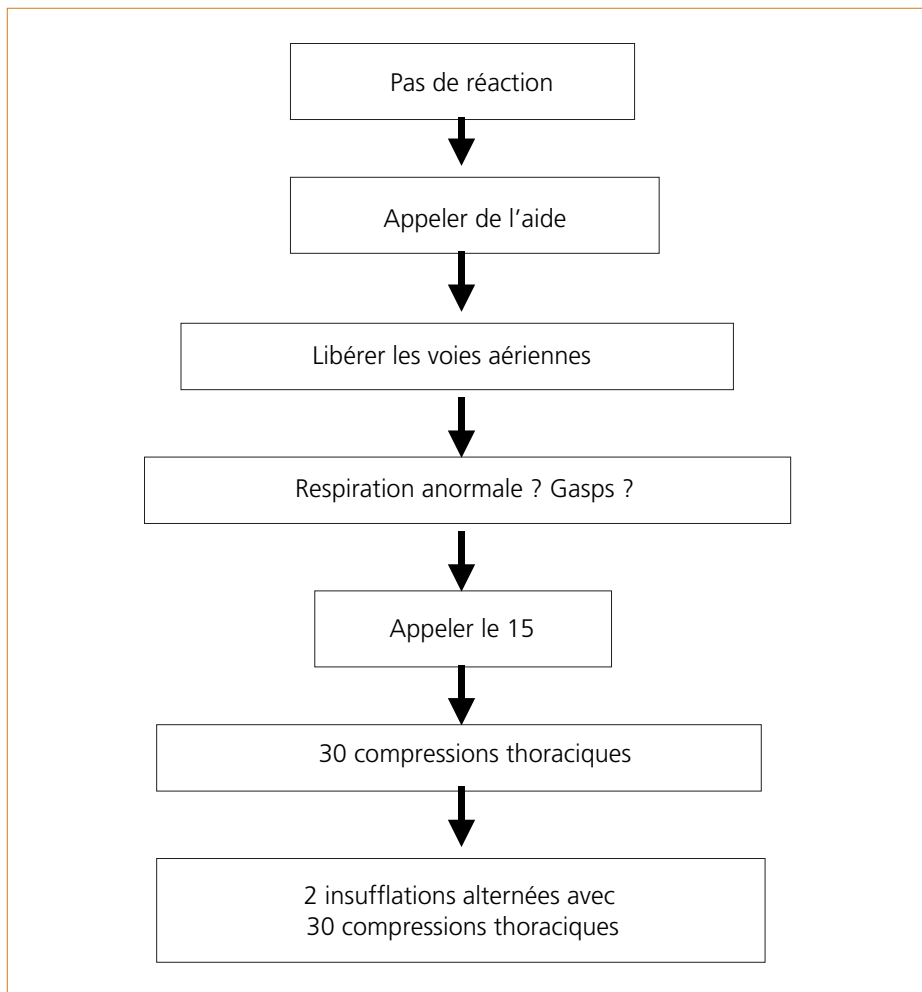 Pas de réaction
Appeler de l’aide
Libérer les voies aériennes
Respiration anormale ? Gasps ?
Appeler le 15
30 compressions thoraciques
2 insufflations alternées avec
30 compressions thoraciques